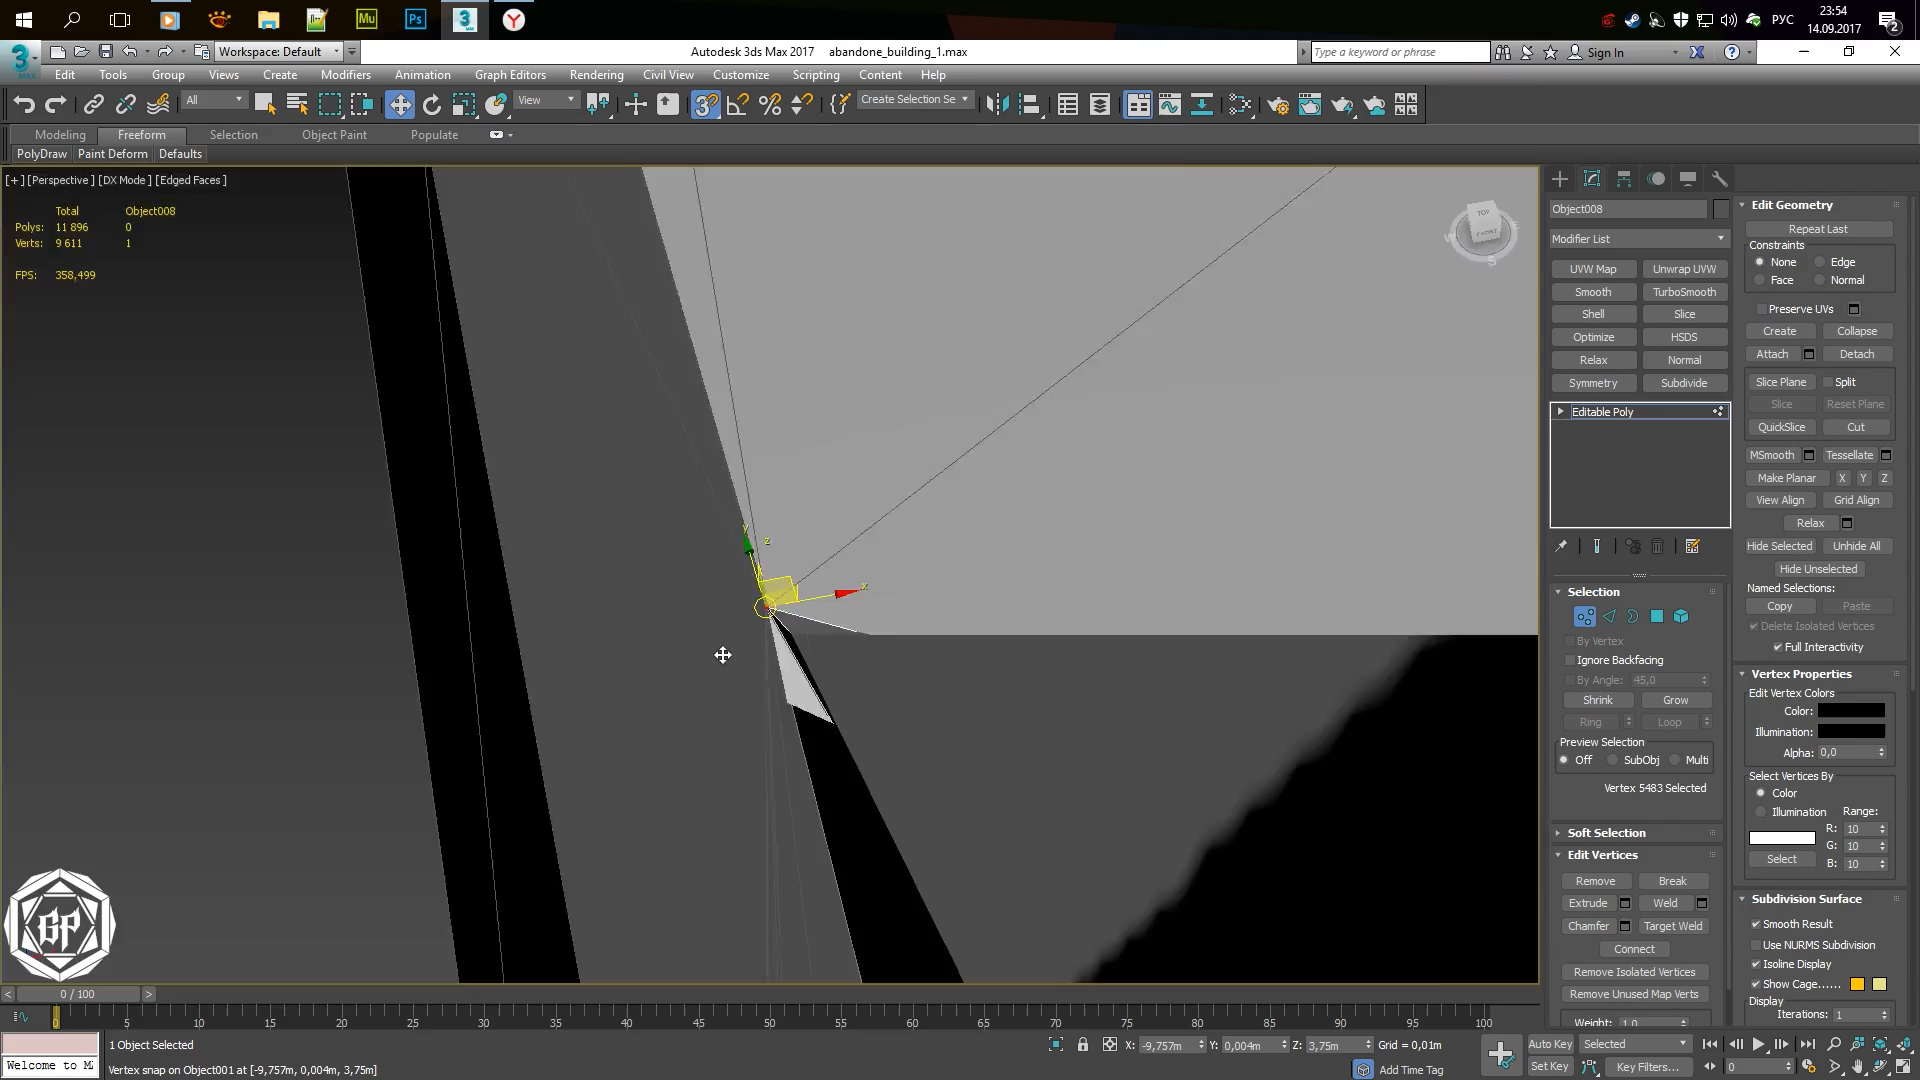 23:54
РУС
14.09.2017
2
Mu
Ps
3
Workspace: Default
Autodesk 3ds Max 2017 abandone_building_1.max
Type a keyword or phrase
Sign In
Edit Tools Group Views Create Modifiers Animation Graph Editors Rendering Civil View Customize Scripting Content Help
All
View
Create Selection Se
Modeling Freeform Selection Object Paint Populate
PolyDraw Paint Deform Defaults
[+] [Perspective ] [DX Mode ] [Edged Faces ]
Total Object008
Polys: 11 896 0
Verts: 9 611 1
FPS: 358,499
TOP
FRONT
W
S
y
z
x
GP
Object008
Modifier List
UVW Map Unwrap UVW
Smooth TurboSmooth
Shell Slice
Optimize HSDS
Relax Normal
Symmetry Subdivide
Editable Poly
Selection
By Vertex
Ignore Backfacing
By Angle: 45,0
Shrink Grow
Ring Loop
Preview Selection
Off SubObj Multi
Vertex 5483 Selected
Soft Selection
Edit Vertices
Remove Break
Extrude Weld
Chamfer Target Weld
Connect
Remove Isolated Vertices
Remove Unused Map Verts
Weight: 1,0
Edit Geometry
Repeat Last
Constraints
None Edge
Face Normal
Preserve UVs
Create Collapse
Attach Detach
Slice Plane Split
Slice Reset Plane
QuickSlice Cut
MSmooth Tessellate
Make Planar X Y Z
View Align Grid Align
Relax
Hide Selected Unhide All
Hide Unselected
Named Selections:
Copy Paste
Delete Isolated Vertices
Full Interactivity
Vertex Properties
Edit Vertex Colors
Color:
Illumination:
Alpha: 0,0
Select Vertices By
Color
Illumination Range:
R: 10
G: 10
B: 10
Select
Subdivision Surface
Smooth Result
Use NURMS Subdivision
Isoline Display
Show Cage......
Display
Iterations: 1
< 0 / 100 >
0 5 10 15 20 25 30 35 40 45 50 55 60 65 70 75 80 85 90 95 100
1 Object Selected
X: -9,757m Y: 0,004m Z: 3,75m Grid = 0,01m
Auto Key Selected
Welcome to M
Vertex snap on Object001 at [-9,757m, 0,004m, 3,75m]
Add Time Tag
Set Key Key Filters...
0